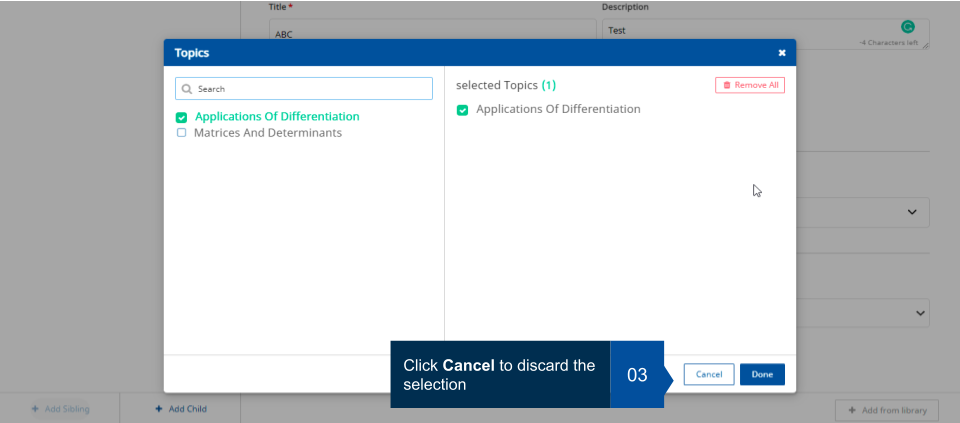 Title *
Description
ABC
Test
-4 Characters left
Topics
Search
selected Topics (1)
Remove All
Applications Of Differentiation
Applications Of Differentiation
Matrices And Determinants
Click Cancel to discard the
selection
03
Cancel
Done
Add Sibling
Add Child
Add from library